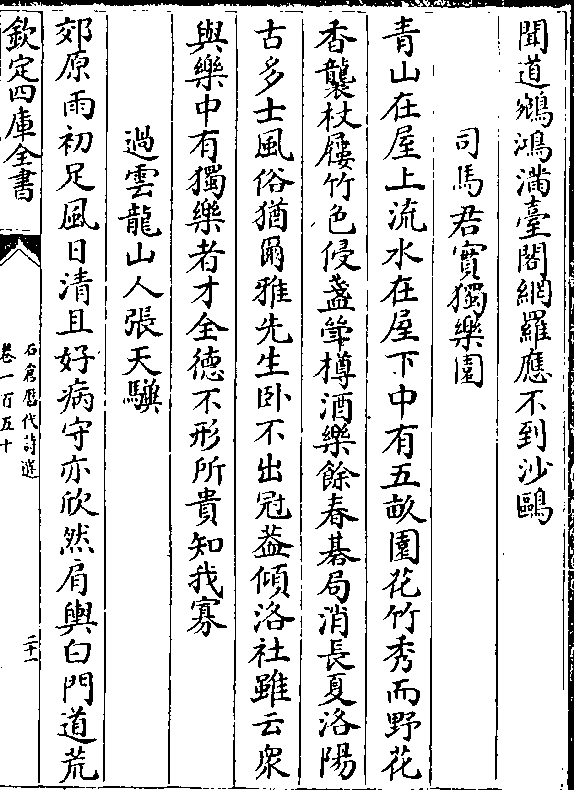 聞道鵷鴻滿臺閣網羅應不到沙鷗
司馬君實獨樂園
青山在屋上流水在屋下中有五畝園花竹秀而野花
香襲杖屨竹色侵盞斝樽酒樂餘春棊局消長夏洛陽
古多士風俗猶爾雅先生卧不出冠葢傾洛社雖云衆
與樂中有獨樂者才全德不形所貴知我寡
過雲龍山人張天驥
郊原雨初足風日清且好病守亦欣然肩輿白門道荒
欽定四庫全書
石倉歷代詩選
卷一百五十
二十一